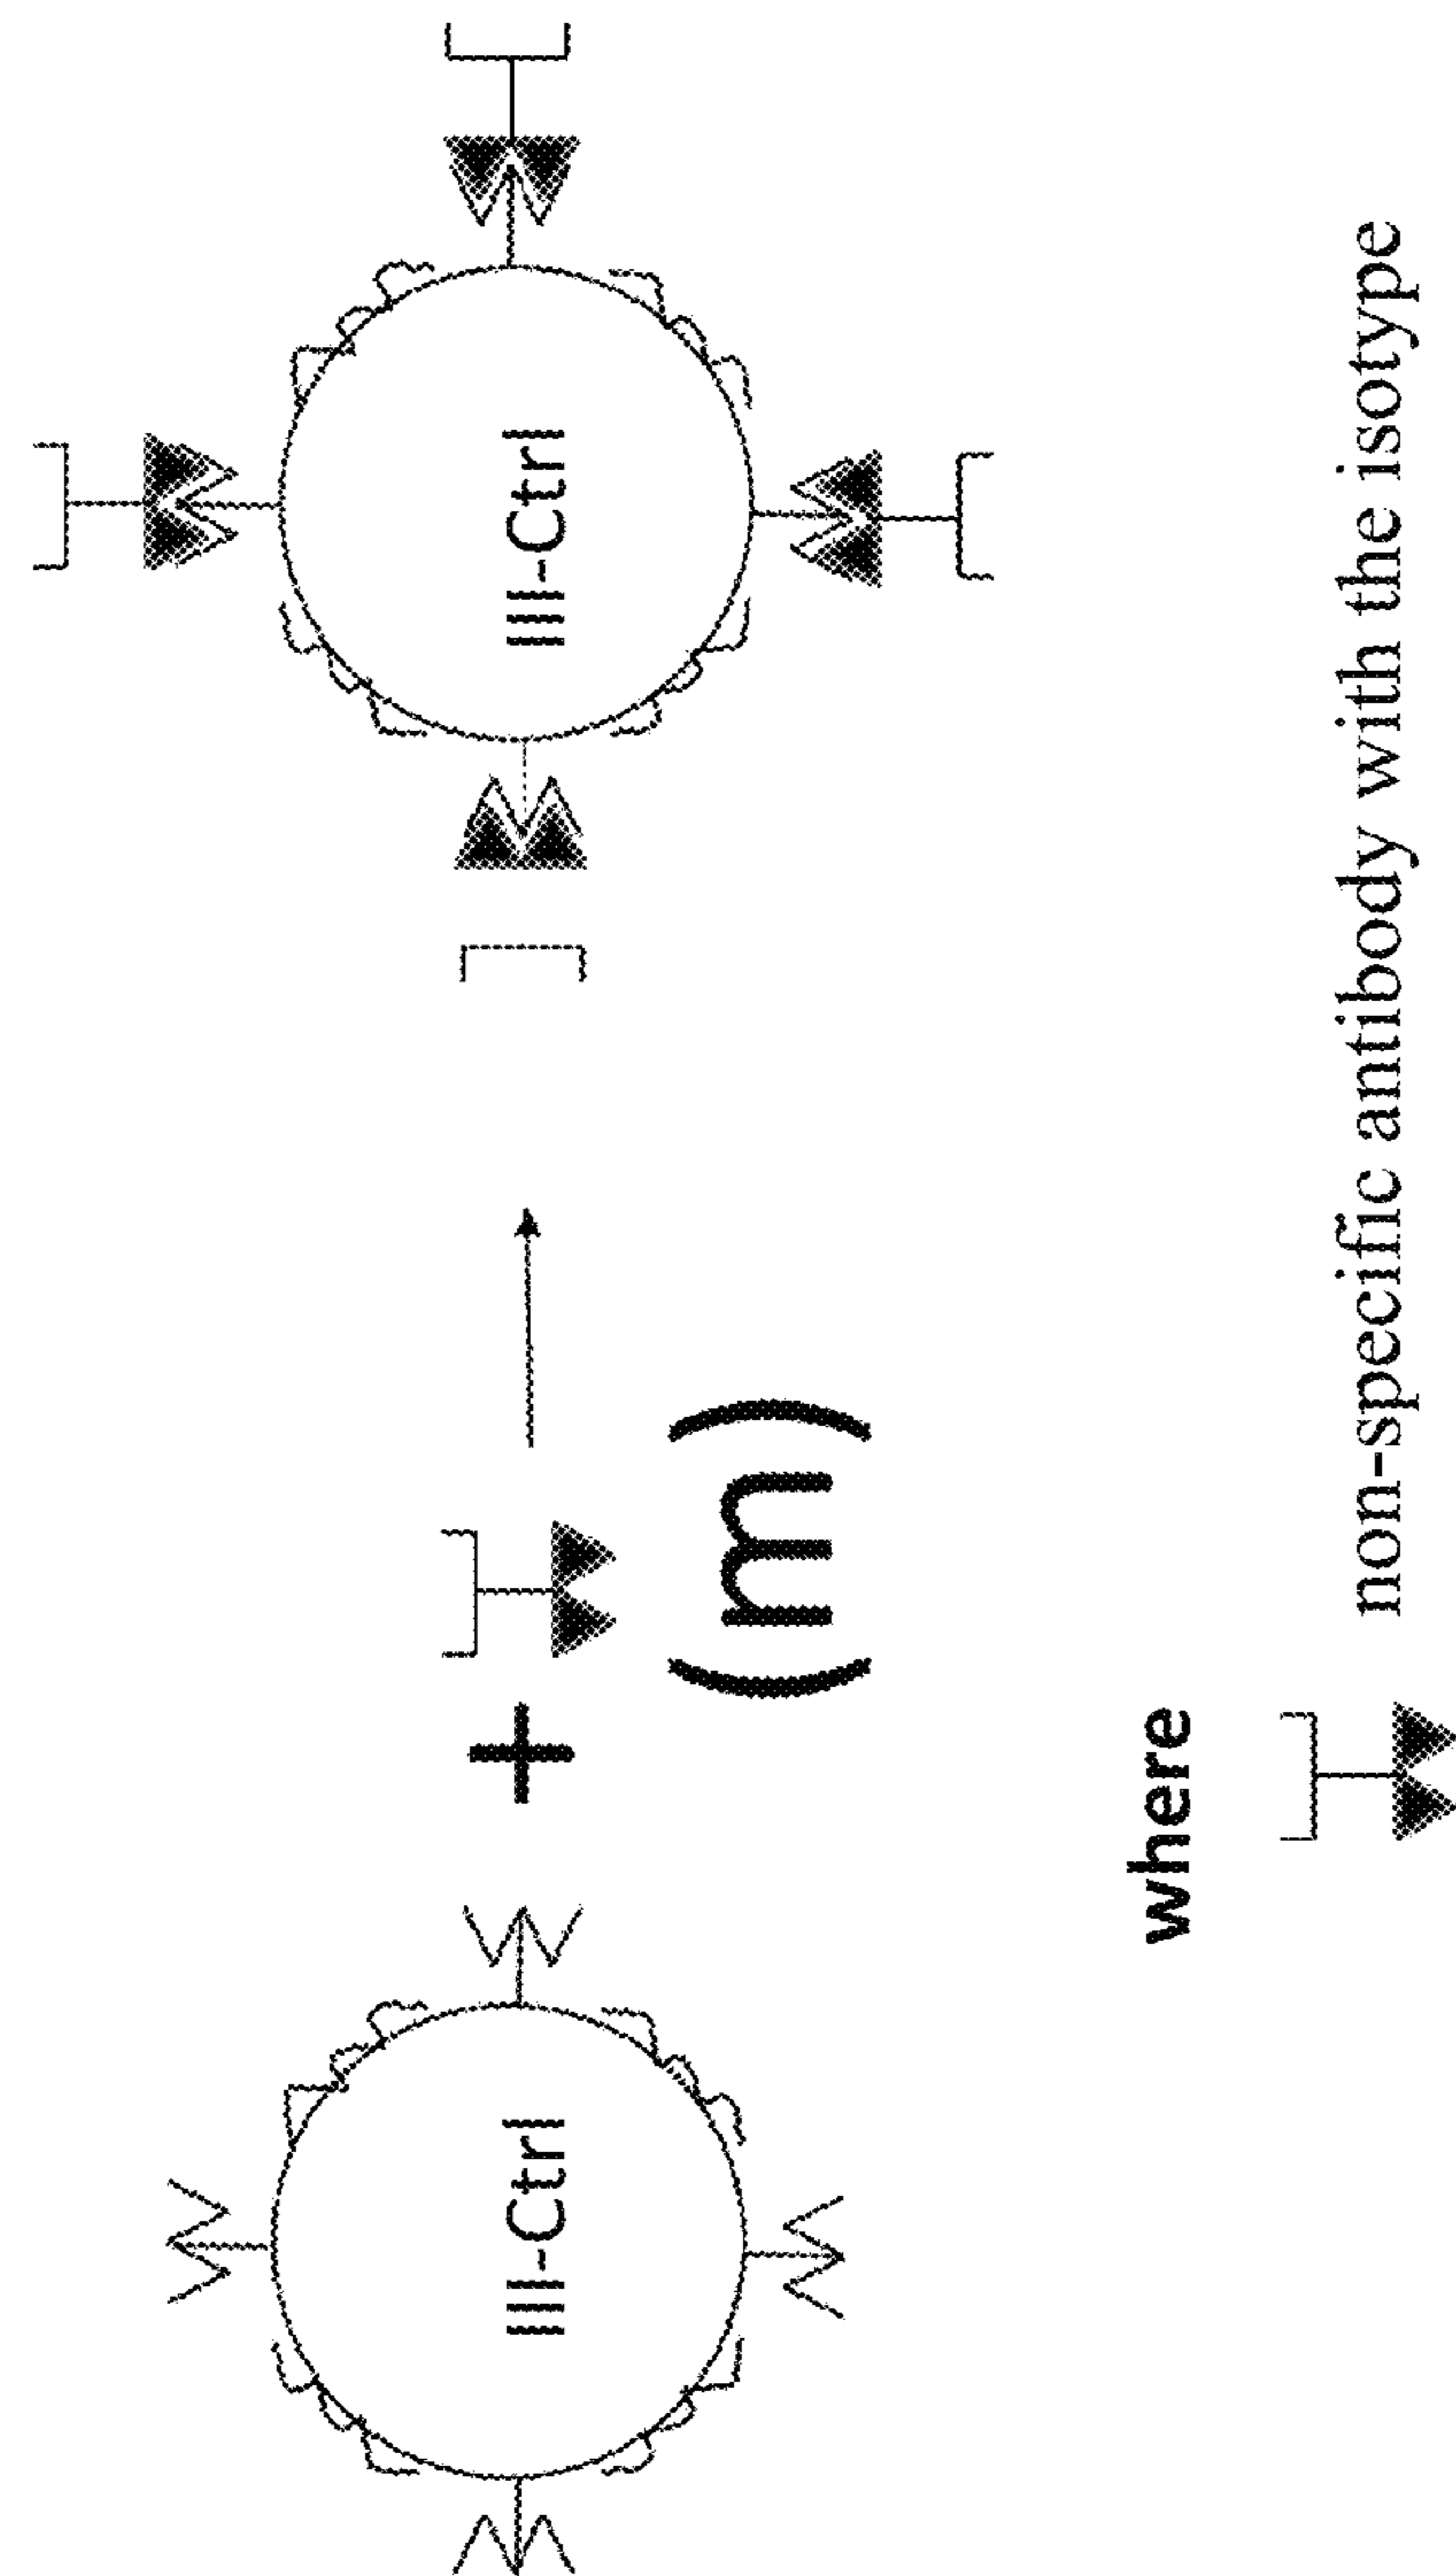 III-Ctrl
+
(m)
III-Ctrl
where
non-specific antibody with the isotype